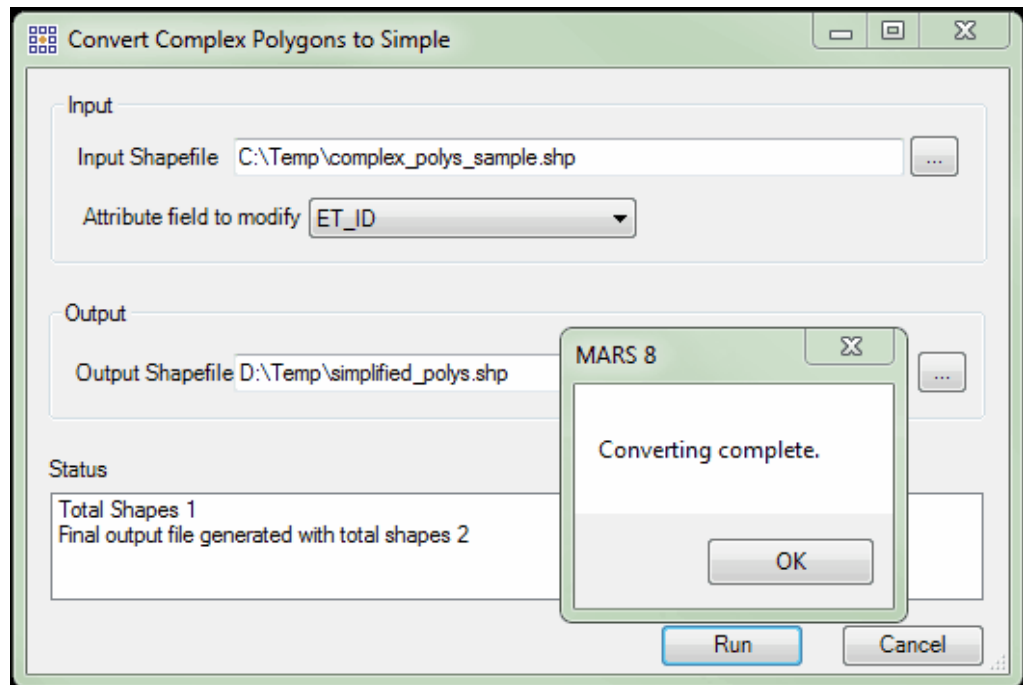 Convert Complex Polygons to Simple
Input
Input Shapefile C:\Temp\complex_polys_sample.shp ...
Attribute field to modify ET_ID
Output
Output Shapefile D:\Temp\simplified_polys.shp ...
MARS 8
Converting complete.
OK
Status
Total Shapes 1
Final output file generated with total shapes 2
Run Cancel